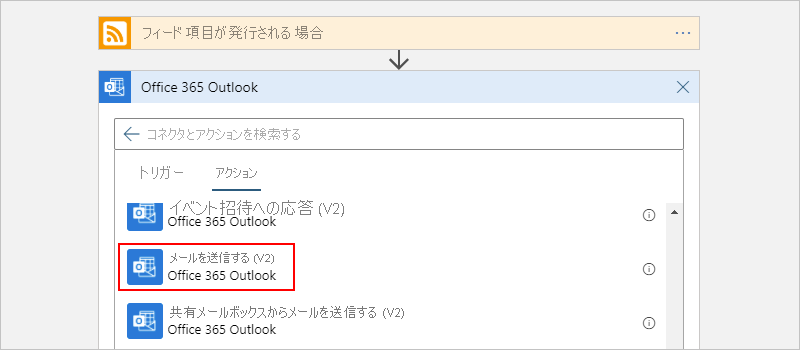 フィード 項目が発行される 場合
Office 365 Outlook
コネクタとアクションを検索する
トリガー アクション
イベント招待への応答 (V2)
Office 365 Outlook
メールを送信する (V2)
Office 365 Outlook
共有メールボックスからメールを送信する (V2)
Office 365 Outlook